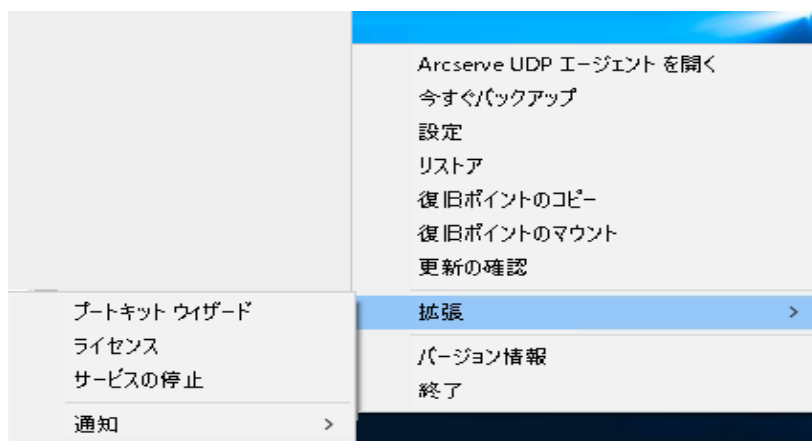 Arcserve UDP エージェント を開く
今すぐバックアップ
設定
リストア
復旧ポイントのコピー
復旧ポイントのマウント
更新の確認
拡張
ブートキット ウィザード
ライセンス
サービスの停止
通知
バージョン情報
終了